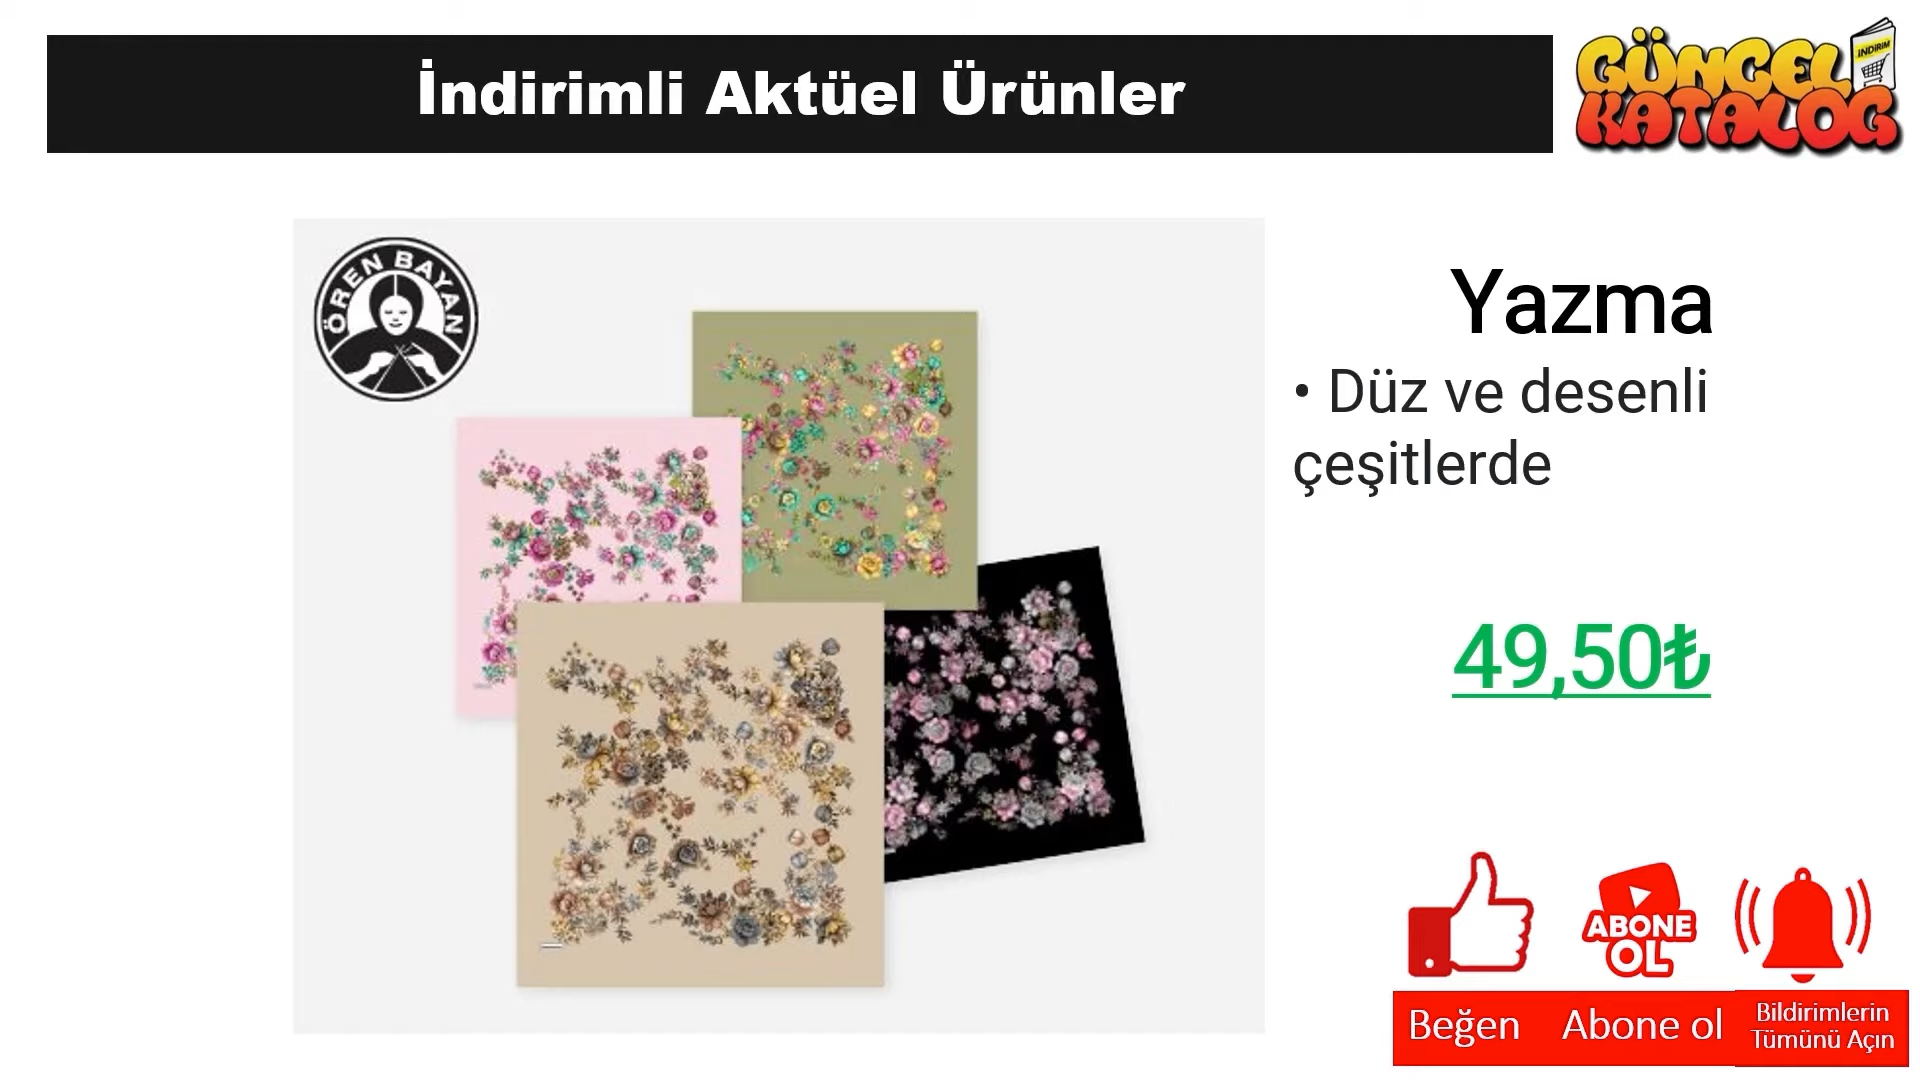 İndirimli Aktüel Ürünler
GÜNCEL
KATALOG
İNDİRİM
ÖREN BAYAN
Yazma
• Düz ve desenli
çeşitlerde
49,50₺
ABONE
OL
Beğen
Abone ol
Bildirimlerin
Tümünü Açın